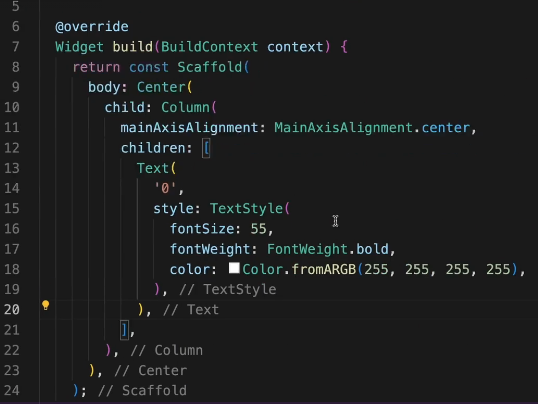 5
6 @override
7 Widget build(BuildContext context) {
8 return const Scaffold(
9 body: Center(
10 child: Column(
11 mainAxisAlignment: MainAxisAlignment.center,
12 children: [
13 Text(
14 '0',
15 style: TextStyle(
16 fontSize: 55,
17 fontWeight: FontWeight.bold,
18 color: Color.fromARGB(255, 255, 255, 255),
19 ), // TextStyle
20 ), // Text
21 ],
22 ), // Column
23 ), // Center
24 ); // Scaffold